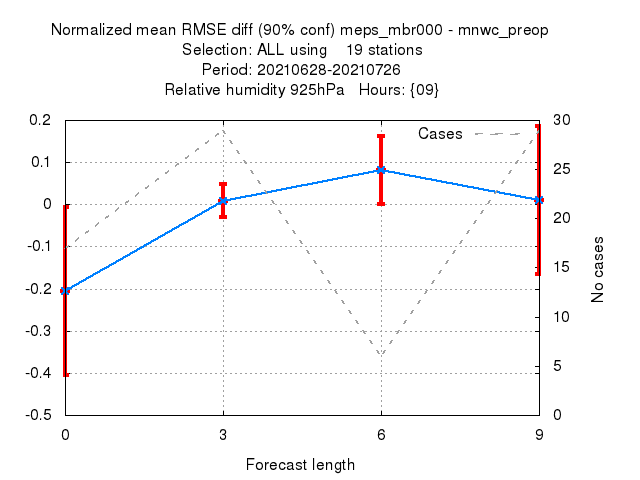 Normalized mean RMSE diff (90% conf) meps_mbr000 - mnwc_preop
Selection: ALL using 19 stations
Period: 20210628-20210726
Relative humidity 925hPa Hours: {09}
Cases
0.2
0.1
0
-0.1
-0.2
-0.3
-0.4
-0.5
30
25
20
15
10
5
0
No cases
0 3 6 9
Forecast length